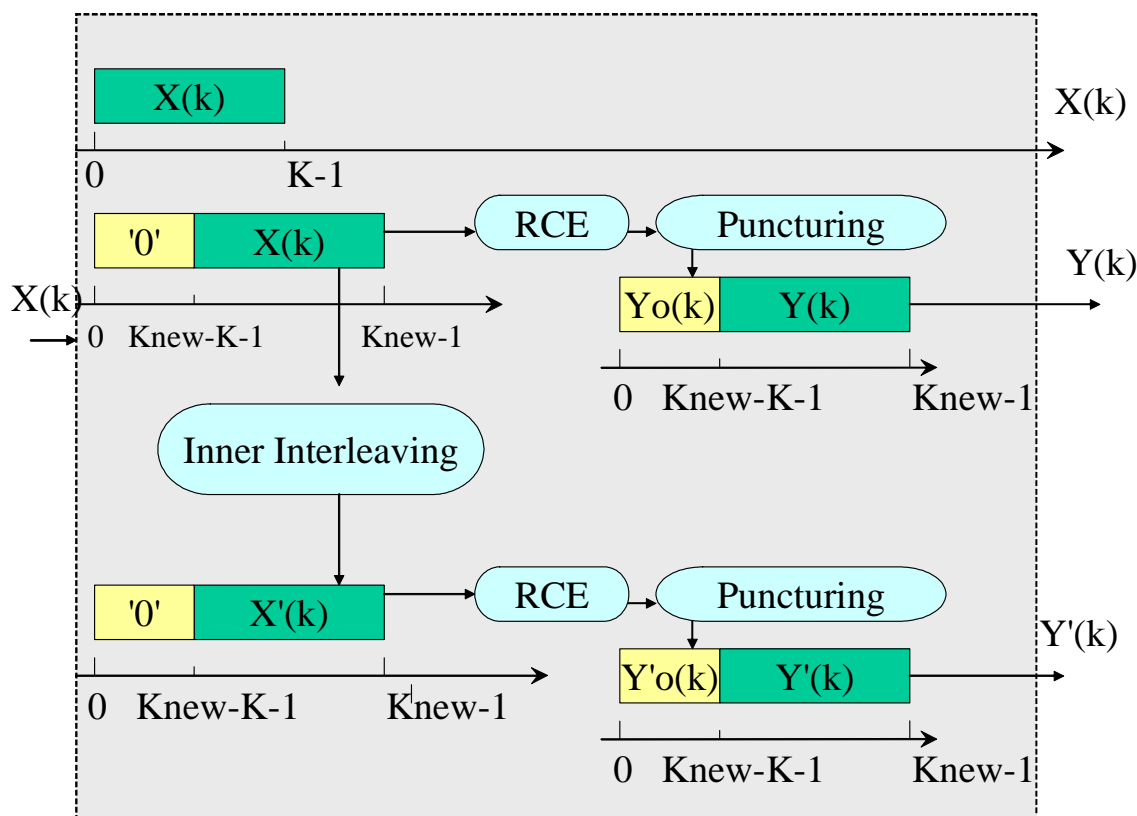 X(k)
X(k)
0 K-1
RCE Puncturing
'0' X(k)
Y(k)
X(k)
Yo(k) Y(k)
0 Knew-K-1 Knew-1
0 Knew-K-1 Knew-1
Inner Interleaving
RCE Puncturing
'0' X'(k)
Y'(k)
Y'o(k) Y'(k)
0 Knew-K-1 Knew-1
0 Knew-K-1 Knew-1